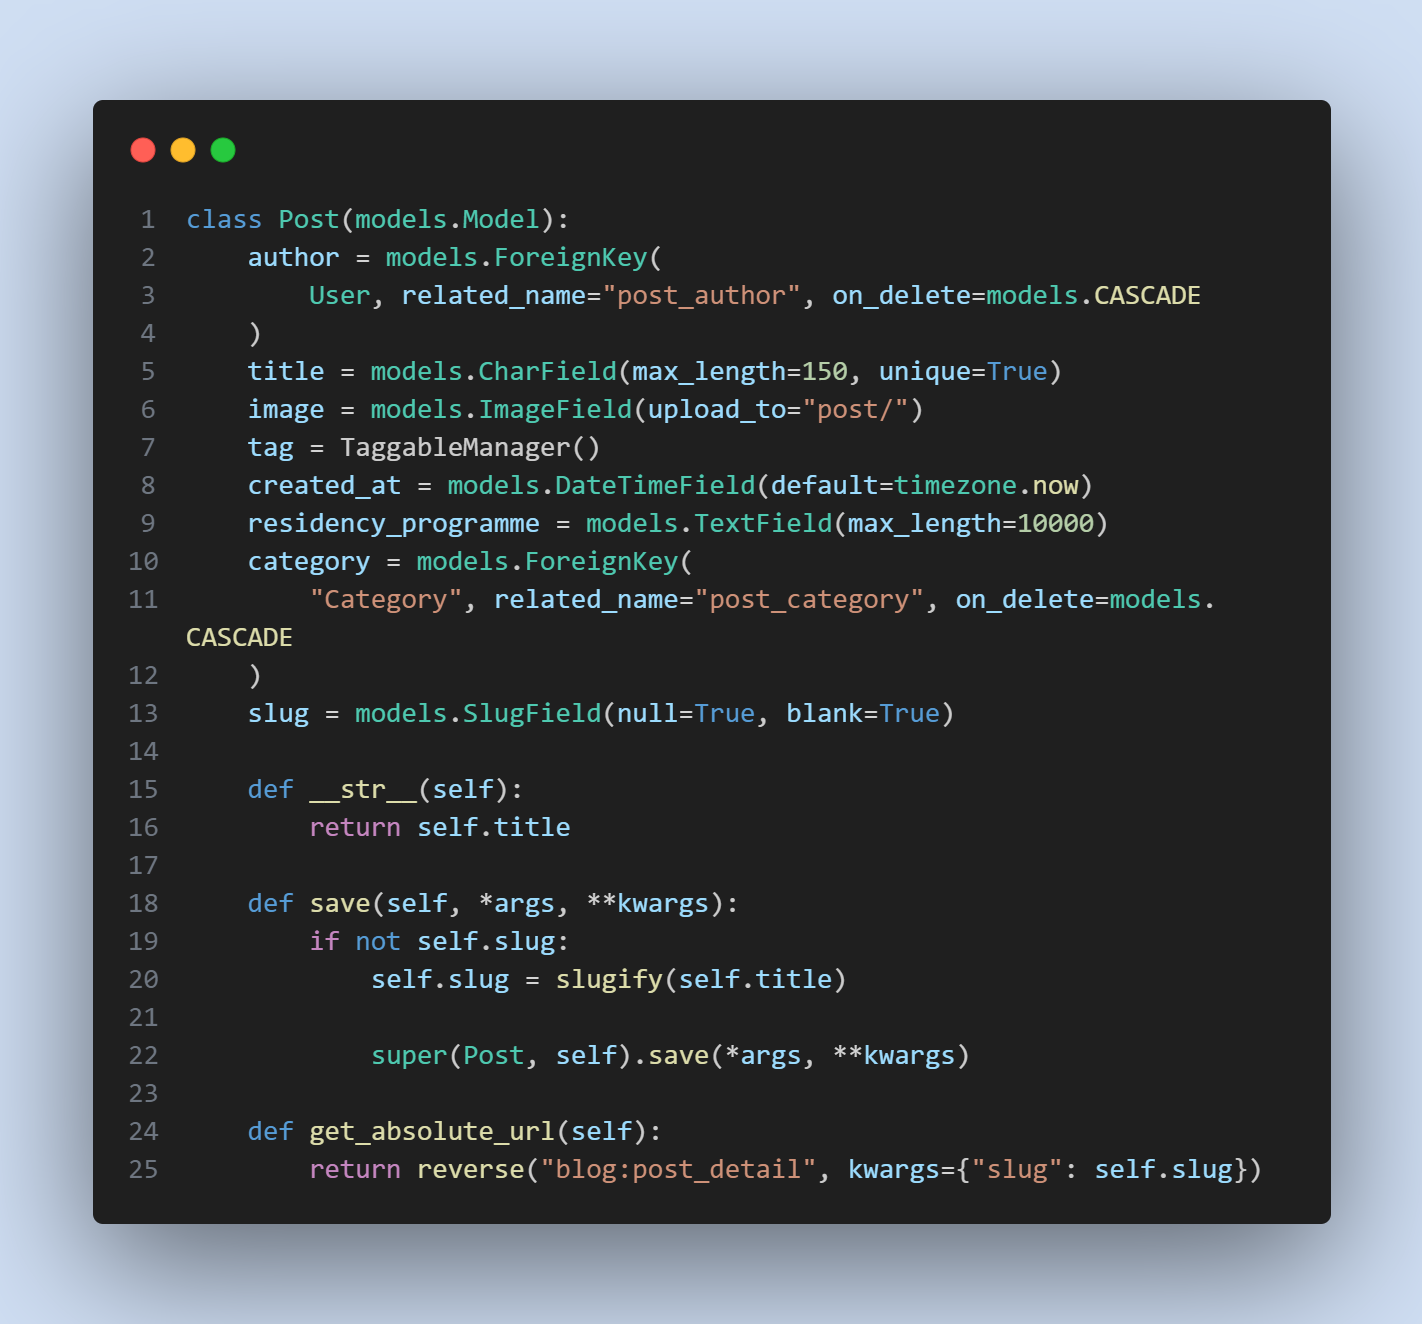 1 class Post(models.Model):
2     author = models.ForeignKey(
3         User, related_name="post_author", on_delete=models.CASCADE
4     )
5     title = models.CharField(max_length=150, unique=True)
6     image = models.ImageField(upload_to="post/")
7     tag = TaggableManager()
8     created_at = models.DateTimeField(default=timezone.now)
9     residency_programme = models.TextField(max_length=10000)
10     category = models.ForeignKey(
11         "Category", related_name="post_category", on_delete=models.
CASCADE
12     )
13     slug = models.SlugField(null=True, blank=True)
14
15     def __str__(self):
16         return self.title
17
18     def save(self, *args, **kwargs):
19         if not self.slug:
20             self.slug = slugify(self.title)
21
22             super(Post, self).save(*args, **kwargs)
23
24     def get_absolute_url(self):
25         return reverse("blog:post_detail", kwargs={"slug": self.slug})